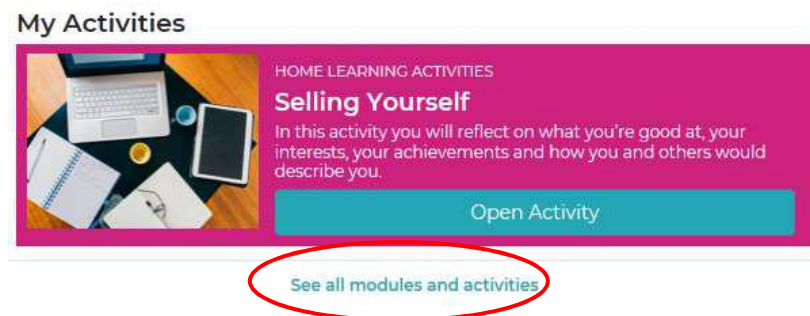 My Activities
HOME LEARNING ACTIVITIES
Selling Yourself
In this activity you will reflect on what you're good at, your
interests, your achievements and how you and others would
describe you.
Open Activity
See all modules and activities